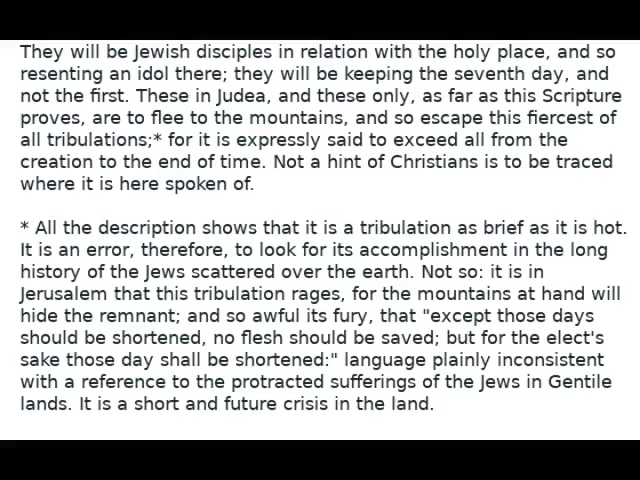 They will be Jewish disciples in relation with the holy place, and so
resenting an idol there; they will be keeping the seventh day, and
not the first. These in Judea, and these only, as far as this Scripture
proves, are to flee to the mountains, and so escape this fiercest of
all tribulations;* for it is expressly said to exceed all from the
creation to the end of time. Not a hint of Christians is to be traced
where it is here spoken of.
* All the description shows that it is a tribulation as brief as it is hot.
It is an error, therefore, to look for its accomplishment in the long
history of the Jews scattered over the earth. Not so: it is in
Jerusalem that this tribulation rages, for the mountains at hand will
hide the remnant; and so awful its fury, that "except those days
should be shortened, no flesh should be saved; but for the elect's
sake those day shall be shortened:" language plainly inconsistent
with a reference to the protracted sufferings of the Jews in Gentile
lands. It is a short and future crisis in the land.